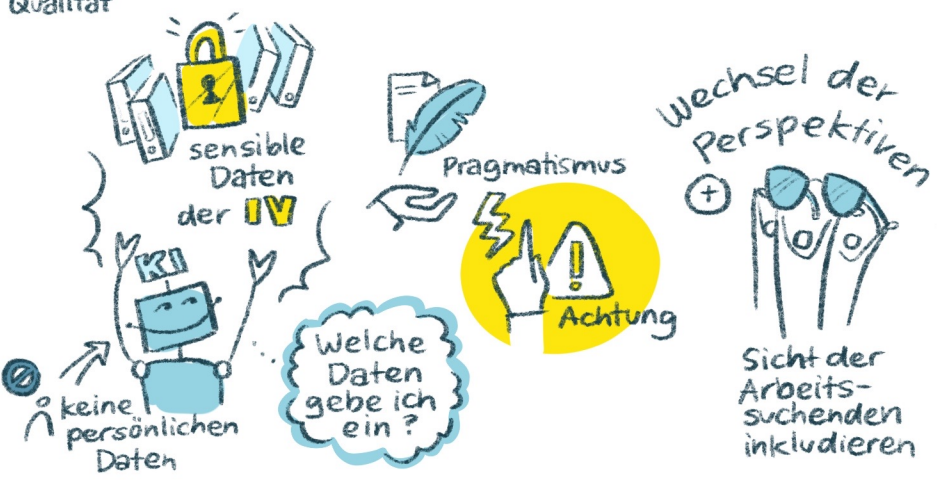 Qualität
sensible
Daten
der IV
KI
keine
persönlichen
Daten
Welche
Daten
gebe ich
ein?
Pragmatismus
Achtung
Wechsel der
Perspektiven
Sicht der
Arbeits-
suchenden
inkludieren